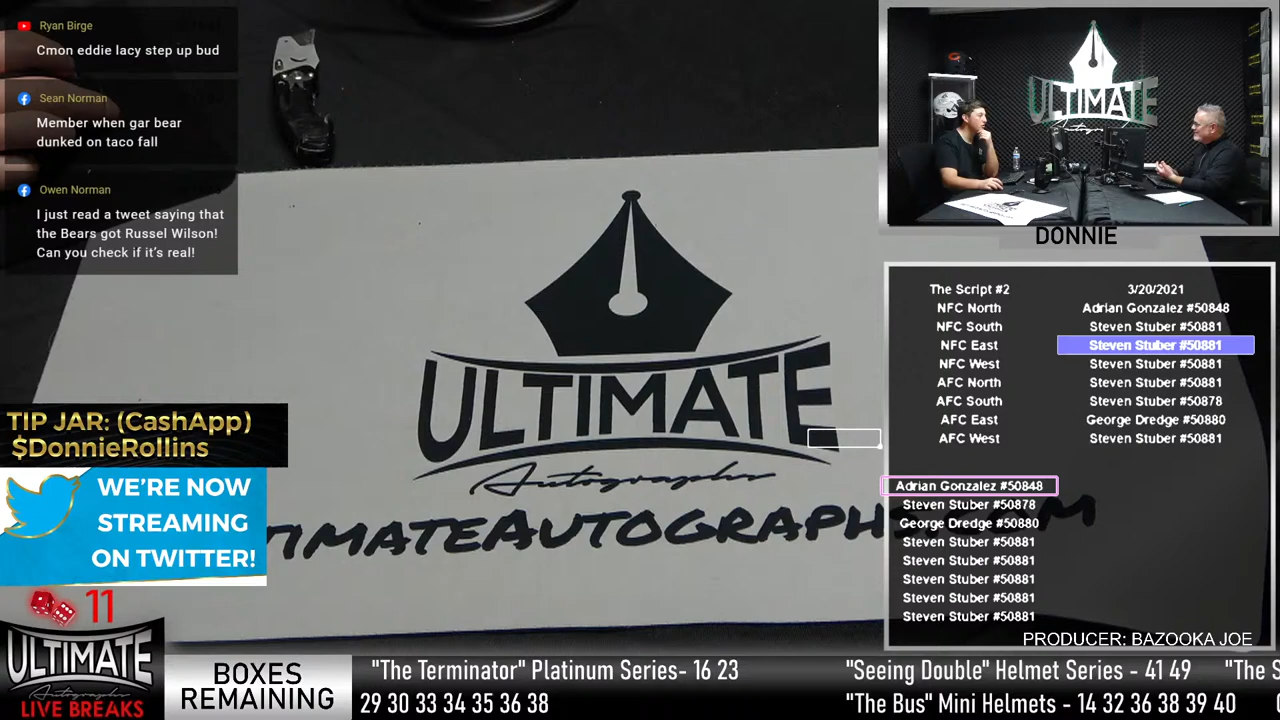 Ryan Birge
Cmon eddie lacy step up bud
Sean Norman
Member when gar bear
dunked on taco fall
Owen Norman
I just read a tweet saying that
the Bears got Russel Wilson!
Can you check if it's real!
ULTIMATE
Autographs
ULTIMATE
Autographs
TIMATEAUTOGRAPHS
M
DONNIE
The Script #2 3/20/2021
NFC North Adrian Gonzalez #50848
NFC South Steven Stuber #50881
NFC East Steven Stuber #50881
NFC West Steven Stuber #50881
AFC North Steven Stuber #50881
AFC South Steven Stuber #50878
AFC East George Dredge #50880
AFC West Steven Stuber #50881
Adrian Gonzalez #50848
Steven Stuber #50878
George Dredge #50880
Steven Stuber #50881
Steven Stuber #50881
Steven Stuber #50881
Steven Stuber #50881
Steven Stuber #50881
PRODUCER: BAZOOKA JOE
TIP JAR: (CashApp)
$DonnieRollins
WE'RE NOW
STREAMING
ON TWITTER!
11
ULTIMATE
Autographs
LIVE BREAKS
BOXES
REMAINING
"The Terminator" Platinum Series- 16 23 "Seeing Double" Helmet Series - 41 49 "The S
29 30 33 34 35 36 38 "The Bus" Mini Helmets - 14 32 36 38 39 40